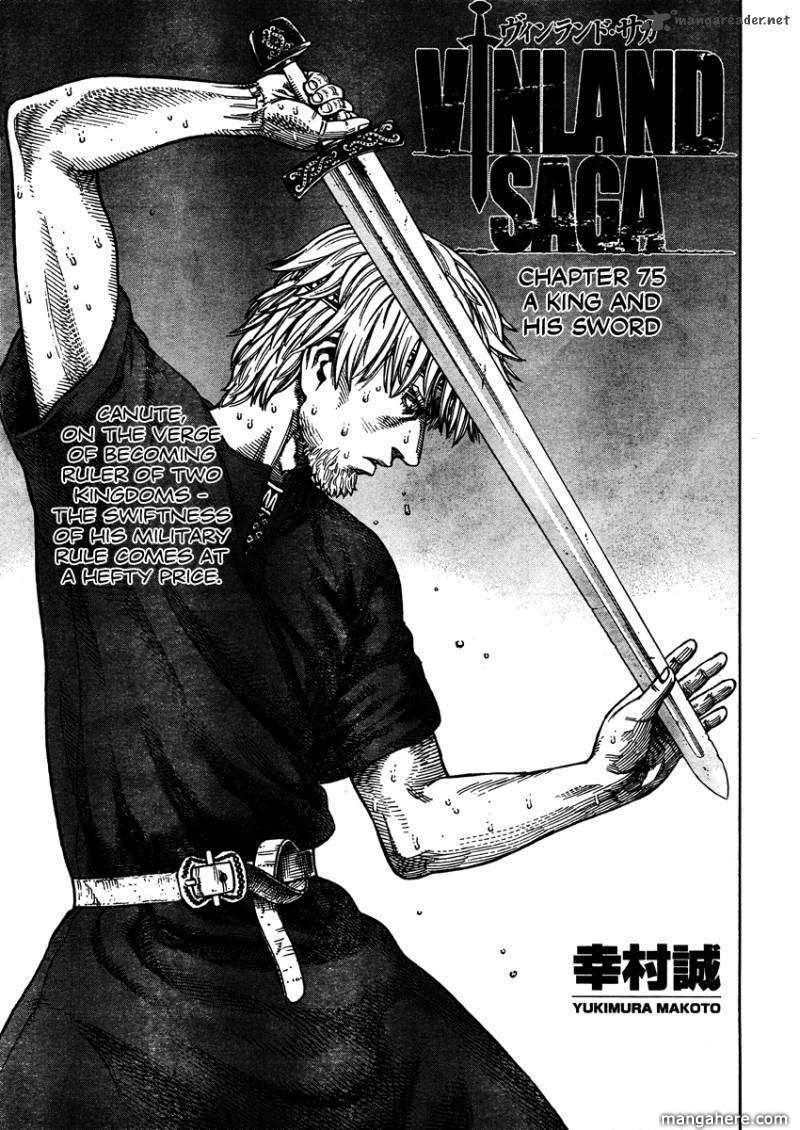 mangareader.net
ヴィンランド・サガ
VINLAND
SAGA
CHAPTER 75
A KING AND
HIS SWORD
CANUTE,
ON THE VERGE
OF BECOMING
RULER OF TWO
KINGDOMS –
THE SWIFTNESS
OF HIS MILITARY
RULE COMES AT
A HEFTY PRICE.
幸村誠
YUKIMURA MAKOTO
mangahere.com